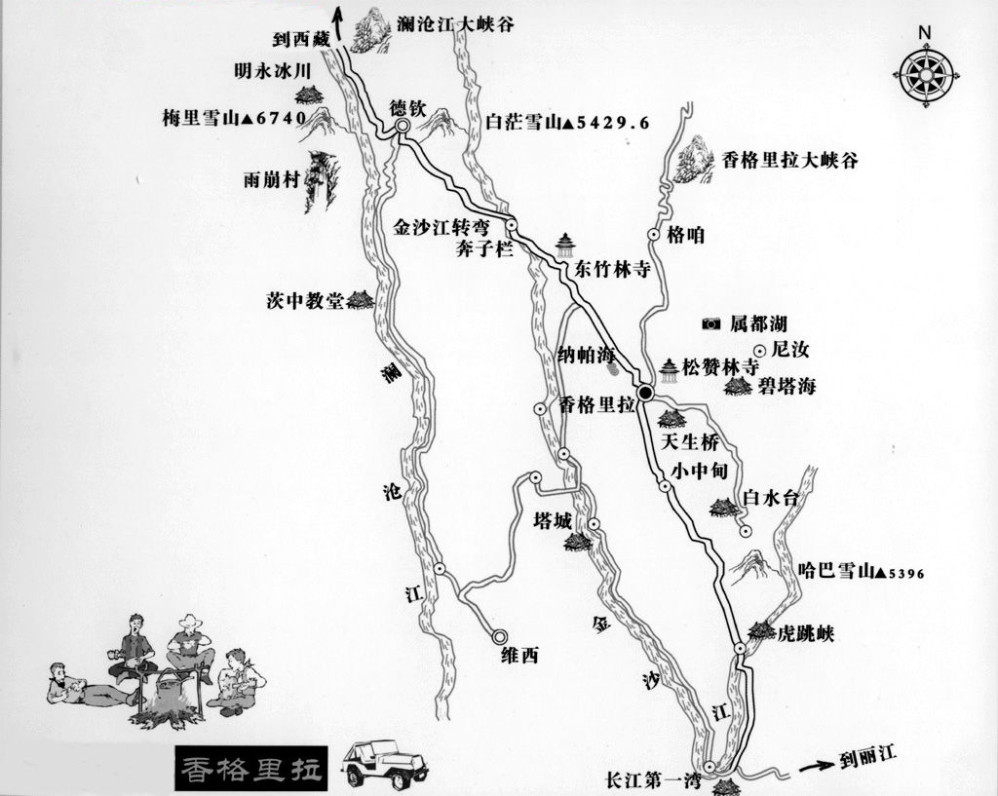 N
澜沧江大峡谷
到西藏
明永冰川
梅里雪山▲6740
德钦
白茫雪山▲5429.6
香格里拉大峡谷
雨崩村
金沙江转弯
奔子栏
格咱
东竹林寺
茨中教堂
属都湖
尼汝
纳帕海
松赞林寺
碧塔海
澜
沧
江
香格里拉
天生桥
小中甸
白水台
塔城
哈巴雪山▲5396
金
沙
江
虎跳峡
维西
长江第一湾
到丽江
香格里拉